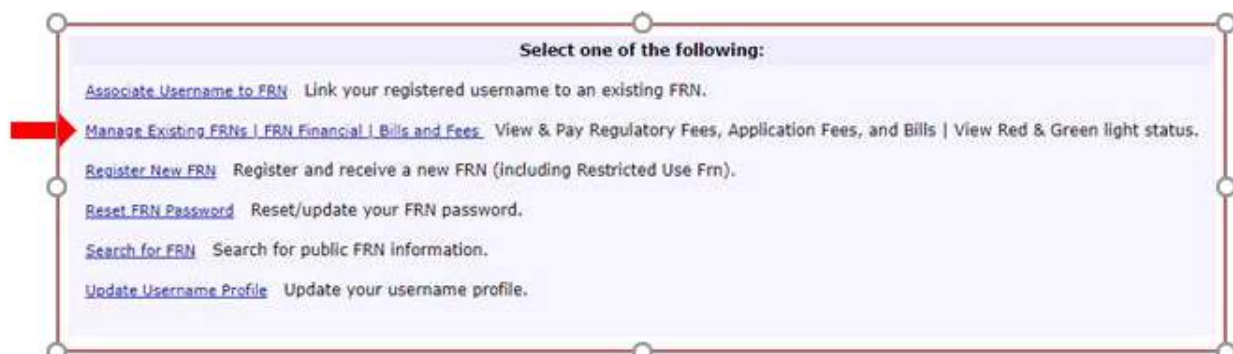 Select one of the following:
Associate Username to FRN Link your registered username to an existing FRN.
Manage Existing FRNs | FRN Financial | Bills and Fees View & Pay Regulatory Fees, Application Fees, and Bills | View Red & Green light status.
Register New FRN Register and receive a new FRN (including Restricted Use Frn).
Reset FRN Password Reset/update your FRN password.
Search for FRN Search for public FRN information.
Update Username Profile Update your username profile.